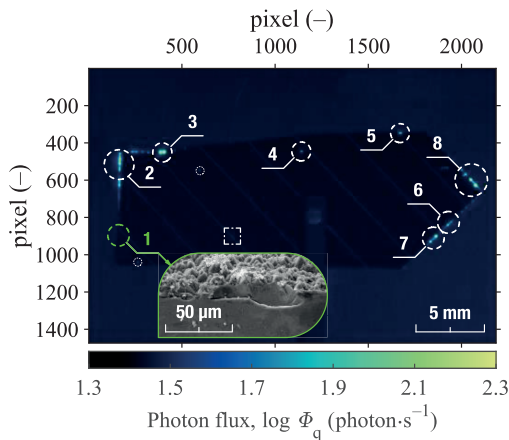 pixel (–)
500 1000 1500 2000
pixel (–)
200
400
600
800
1000
1200
1400
1
2
3
4
5
6
7
8
50 µm
5 mm
1.3 1.5 1.7 1.9 2.1 2.3
Photon flux, log Φq (photon·s⁻¹)